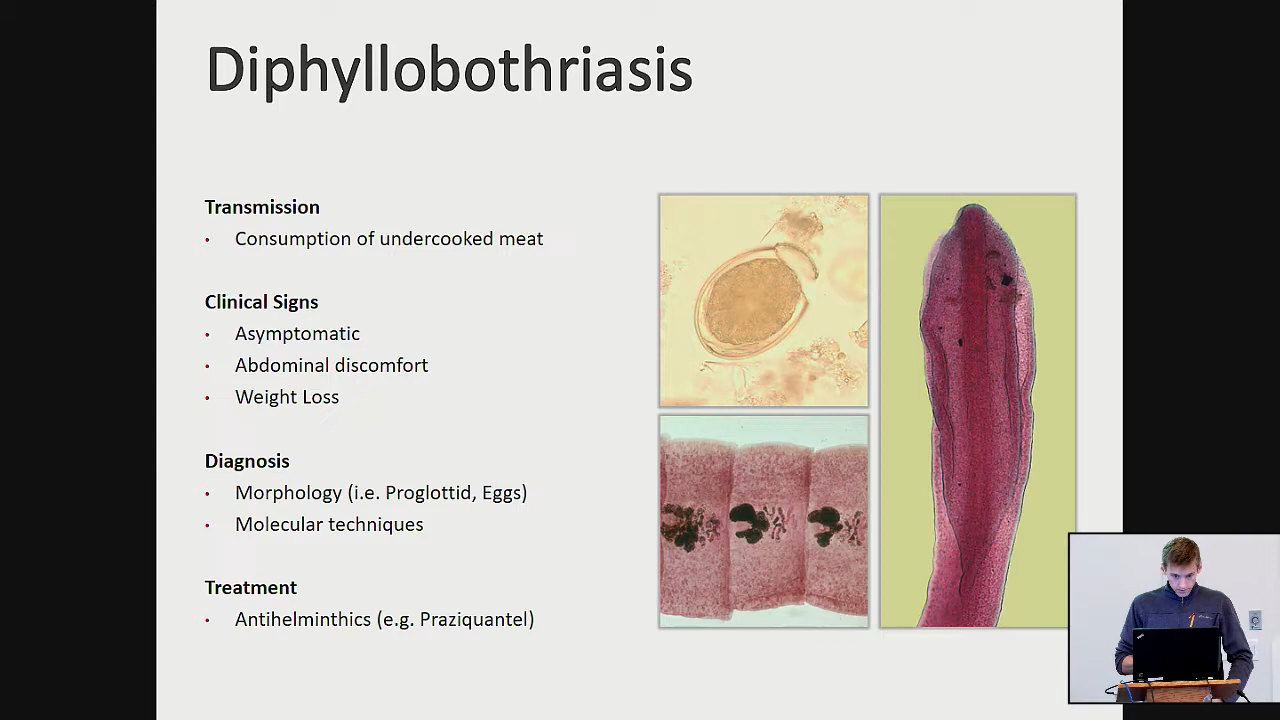 Diphyllobothriasis
Transmission
• Consumption of undercooked meat
Clinical Signs
• Asymptomatic
• Abdominal discomfort
• Weight Loss
Diagnosis
• Morphology (i.e. Proglottid, Eggs)
• Molecular techniques
Treatment
• Antihelminthics (e.g. Praziquantel)